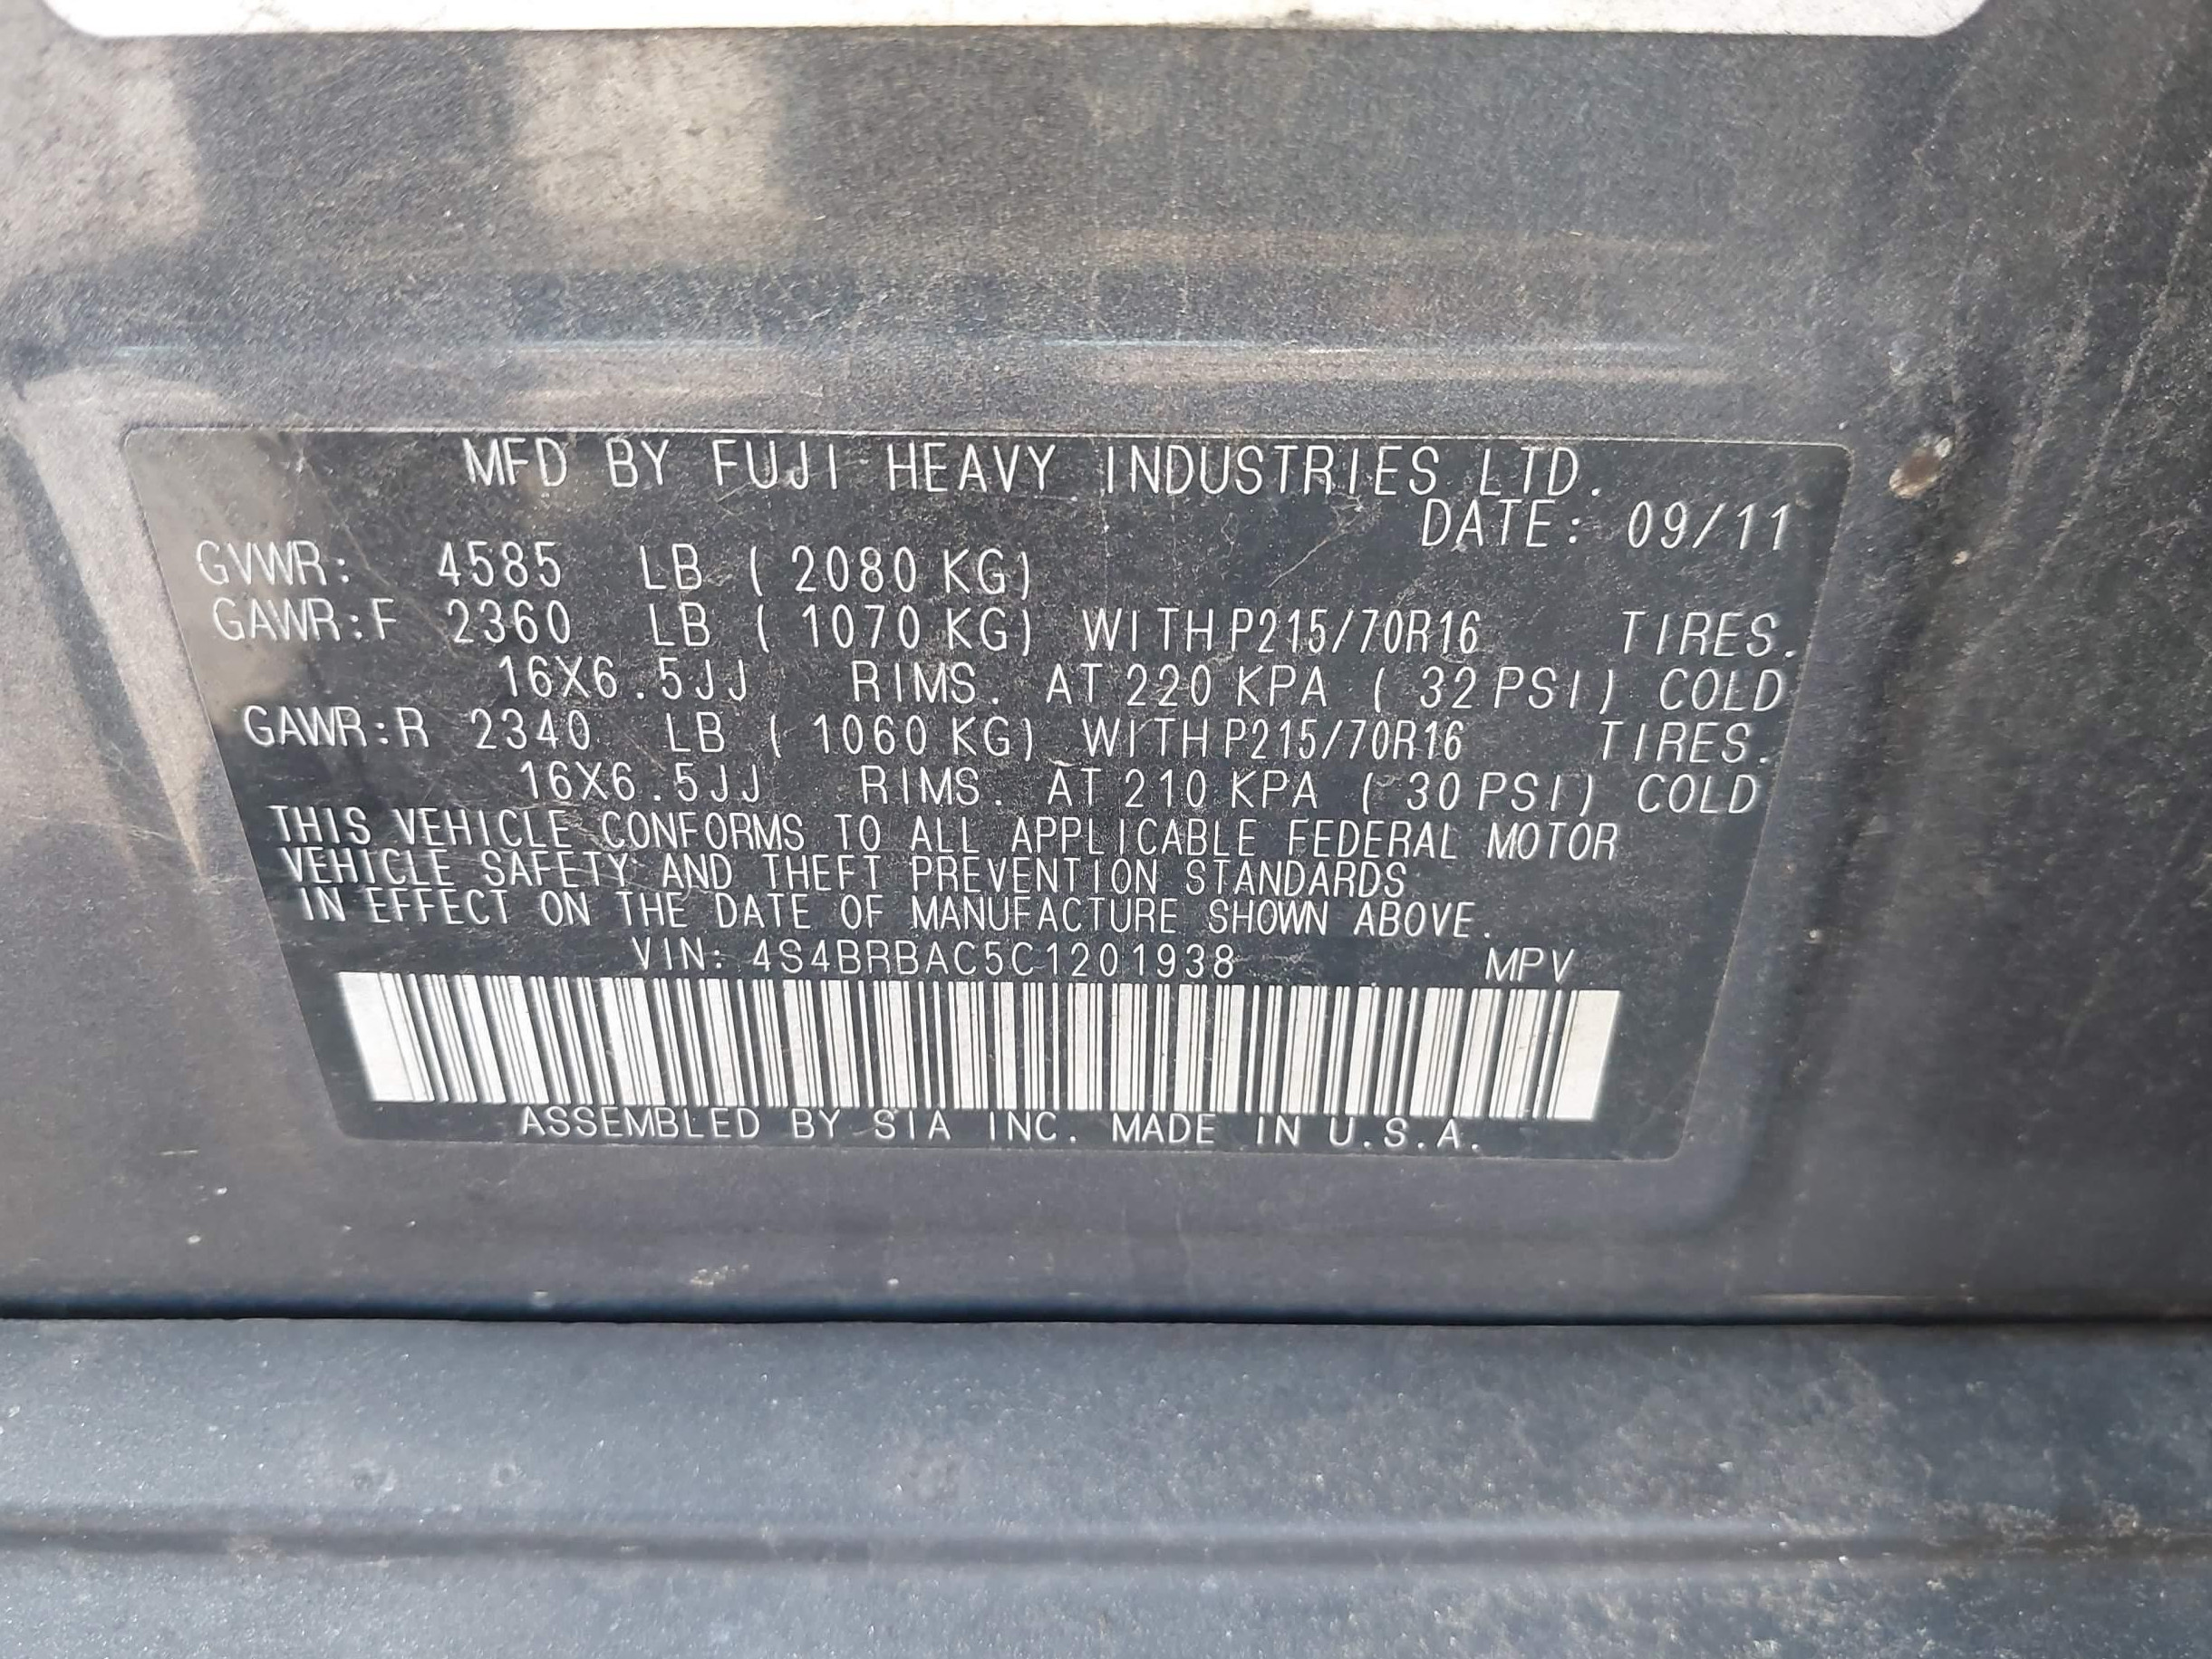 MFD BY FUJI HEAVY INDUSTRIES LTD.
DATE: 09/11
GVWR: 4585 LB ( 2080 KG)
GAWR:F 2360 LB ( 1070 KG) WITH P215/70R16 TIRES.
16X6.5JJ RIMS. AT 220 KPA ( 32 PSI) COLD
GAWR:R 2340 LB ( 1060 KG) WITH P215/70R16 TIRES.
16X6.5JJ RIMS. AT 210 KPA ( 30 PSI) COLD
THIS VEHICLE CONFORMS TO ALL APPLICABLE FEDERAL MOTOR
VEHICLE SAFETY AND THEFT PREVENTION STANDARDS
IN EFFECT ON THE DATE OF MANUFACTURE SHOWN ABOVE.
VIN: 4S4BRBAC5C1201938 MPV
ASSEMBLED BY SIA INC. MADE IN U.S.A.